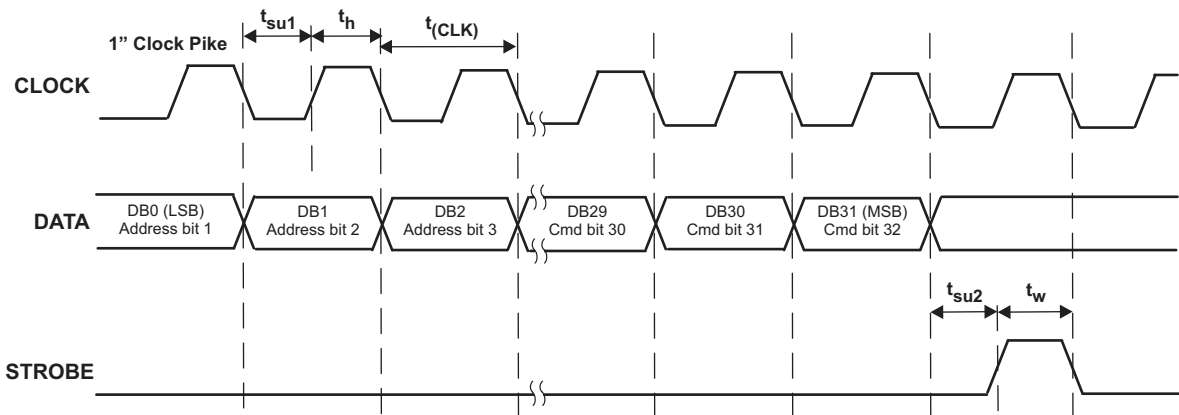 t_su1
t_h
t_(CLK)
1” Clock Pike
CLOCK
DATA
DB0 (LSB)
Address bit 1
DB1
Address bit 2
DB2
Address bit 3
DB29
Cmd bit 30
DB30
Cmd bit 31
DB31 (MSB)
Cmd bit 32
t_su2
t_w
STROBE